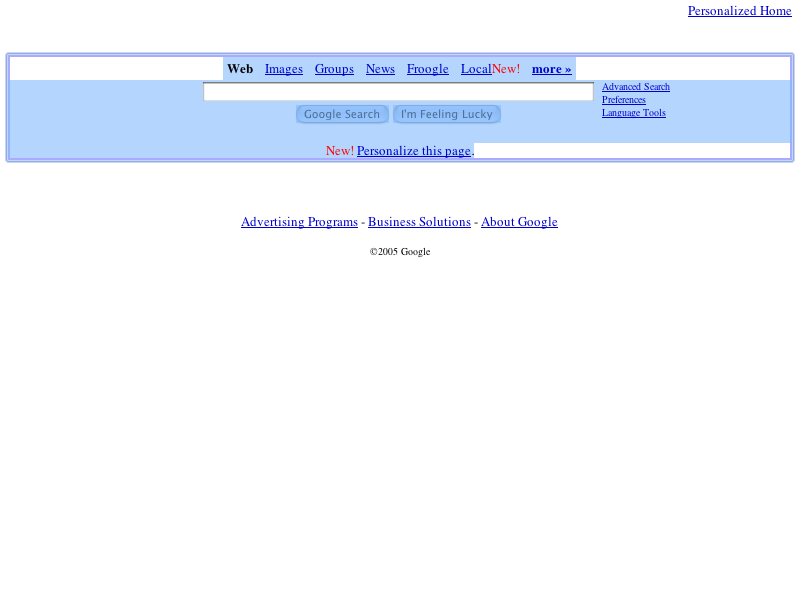 Personalized Home
Web Images Groups News Froogle LocalNew! more »
Advanced Search
Preferences
Language Tools
Google Search I'm Feeling Lucky
New! Personalize this page.
Advertising Programs - Business Solutions - About Google
©2005 Google